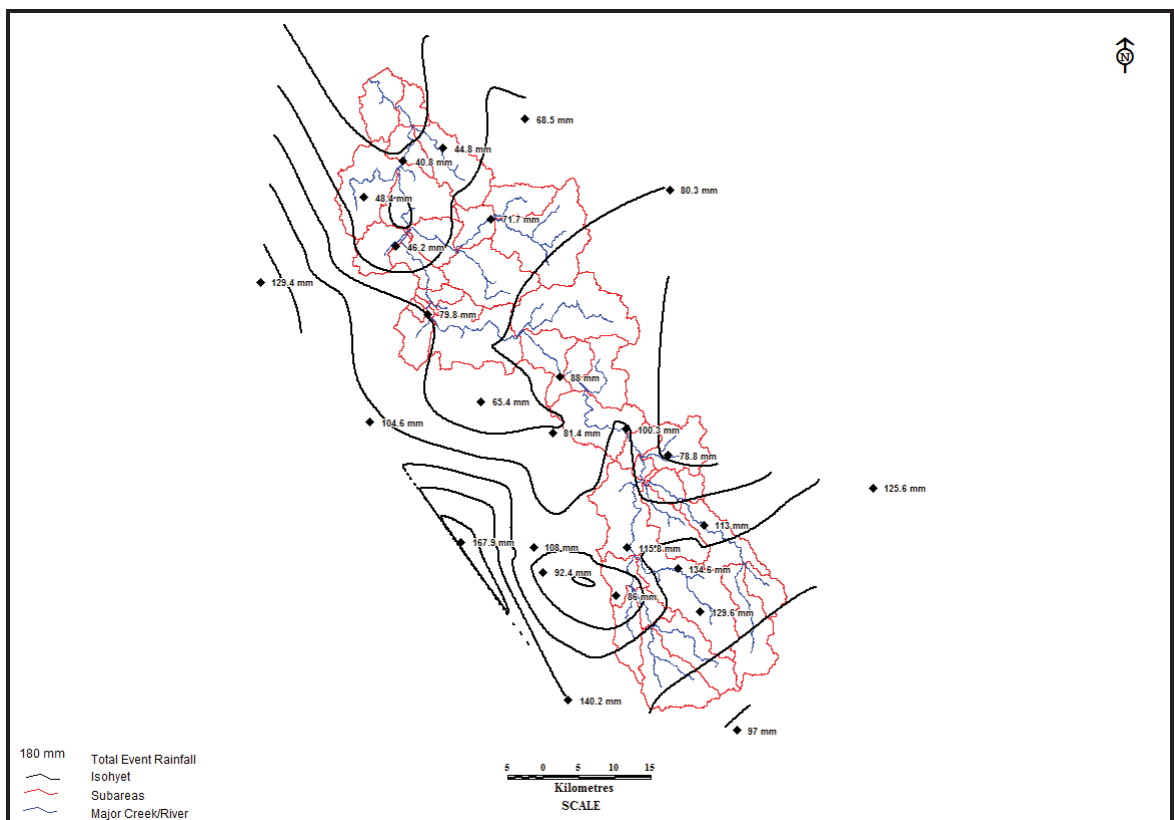 N
68.5 mm
44.8 mm
40.8 mm
80.3 mm
48.4 mm
71.7 mm
46.2 mm
129.4 mm
79.8 mm
88 mm
65.4 mm
104.6 mm
81.4 mm
100.3 mm
78.8 mm
125.6 mm
113 mm
167.9 mm
108 mm
115.8 mm
92.4 mm
134.6 mm
86 mm
129.6 mm
140.2 mm
97 mm
180 mm Total Event Rainfall
Isohyet
Subareas
Major Creek/River
5 0 5 10 15
Kilometres
SCALE